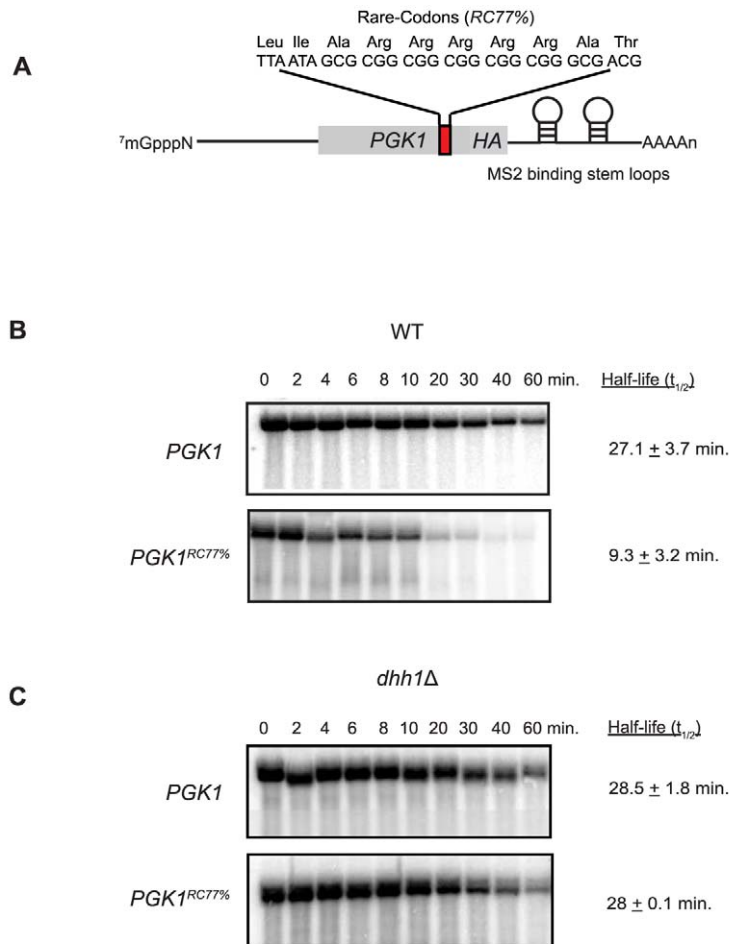 Rare-Codons (RC77%)
Leu Ile Ala Arg Arg Arg Arg Arg Ala Thr
TTA ATA GCG CGG CGG CGG CGG CGG GCG ACG
A
⁷mGpppN PGK1 HA AAAAn
MS2 binding stem loops
B
WT
0 2 4 6 8 10 20 30 40 60 min. Half-life (t1/2)
PGK1 27.1 ± 3.7 min.
PGK1RC77% 9.3 ± 3.2 min.
dhh1Δ
C
0 2 4 6 8 10 20 30 40 60 min. Half-life (t1/2)
PGK1 28.5 ± 1.8 min.
PGK1RC77% 28 ± 0.1 min.